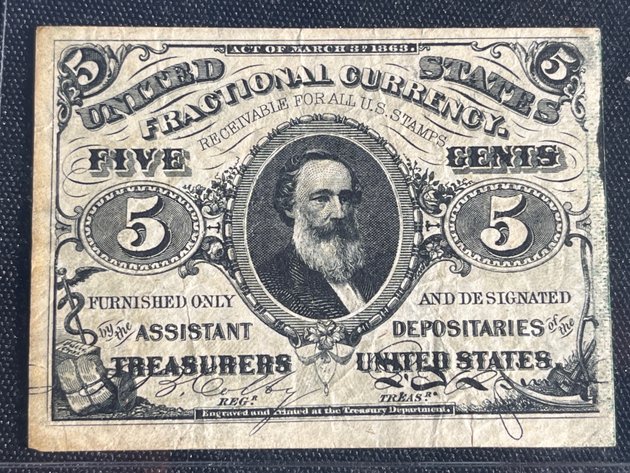 ACT OF MARCH 3D 1863.
5 5
UNITED STATES
FRACTIONAL CURRENCY.
RECEIVABLE FOR ALL U.S. STAMPS
FIVE CENTS
5 5
FURNISHED ONLY AND DESIGNATED
by the ASSISTANT DEPOSITARIES of the
TREASURERS UNITED STATES.
REGR TREASR
Engraved and Printed at the Treasury Department.